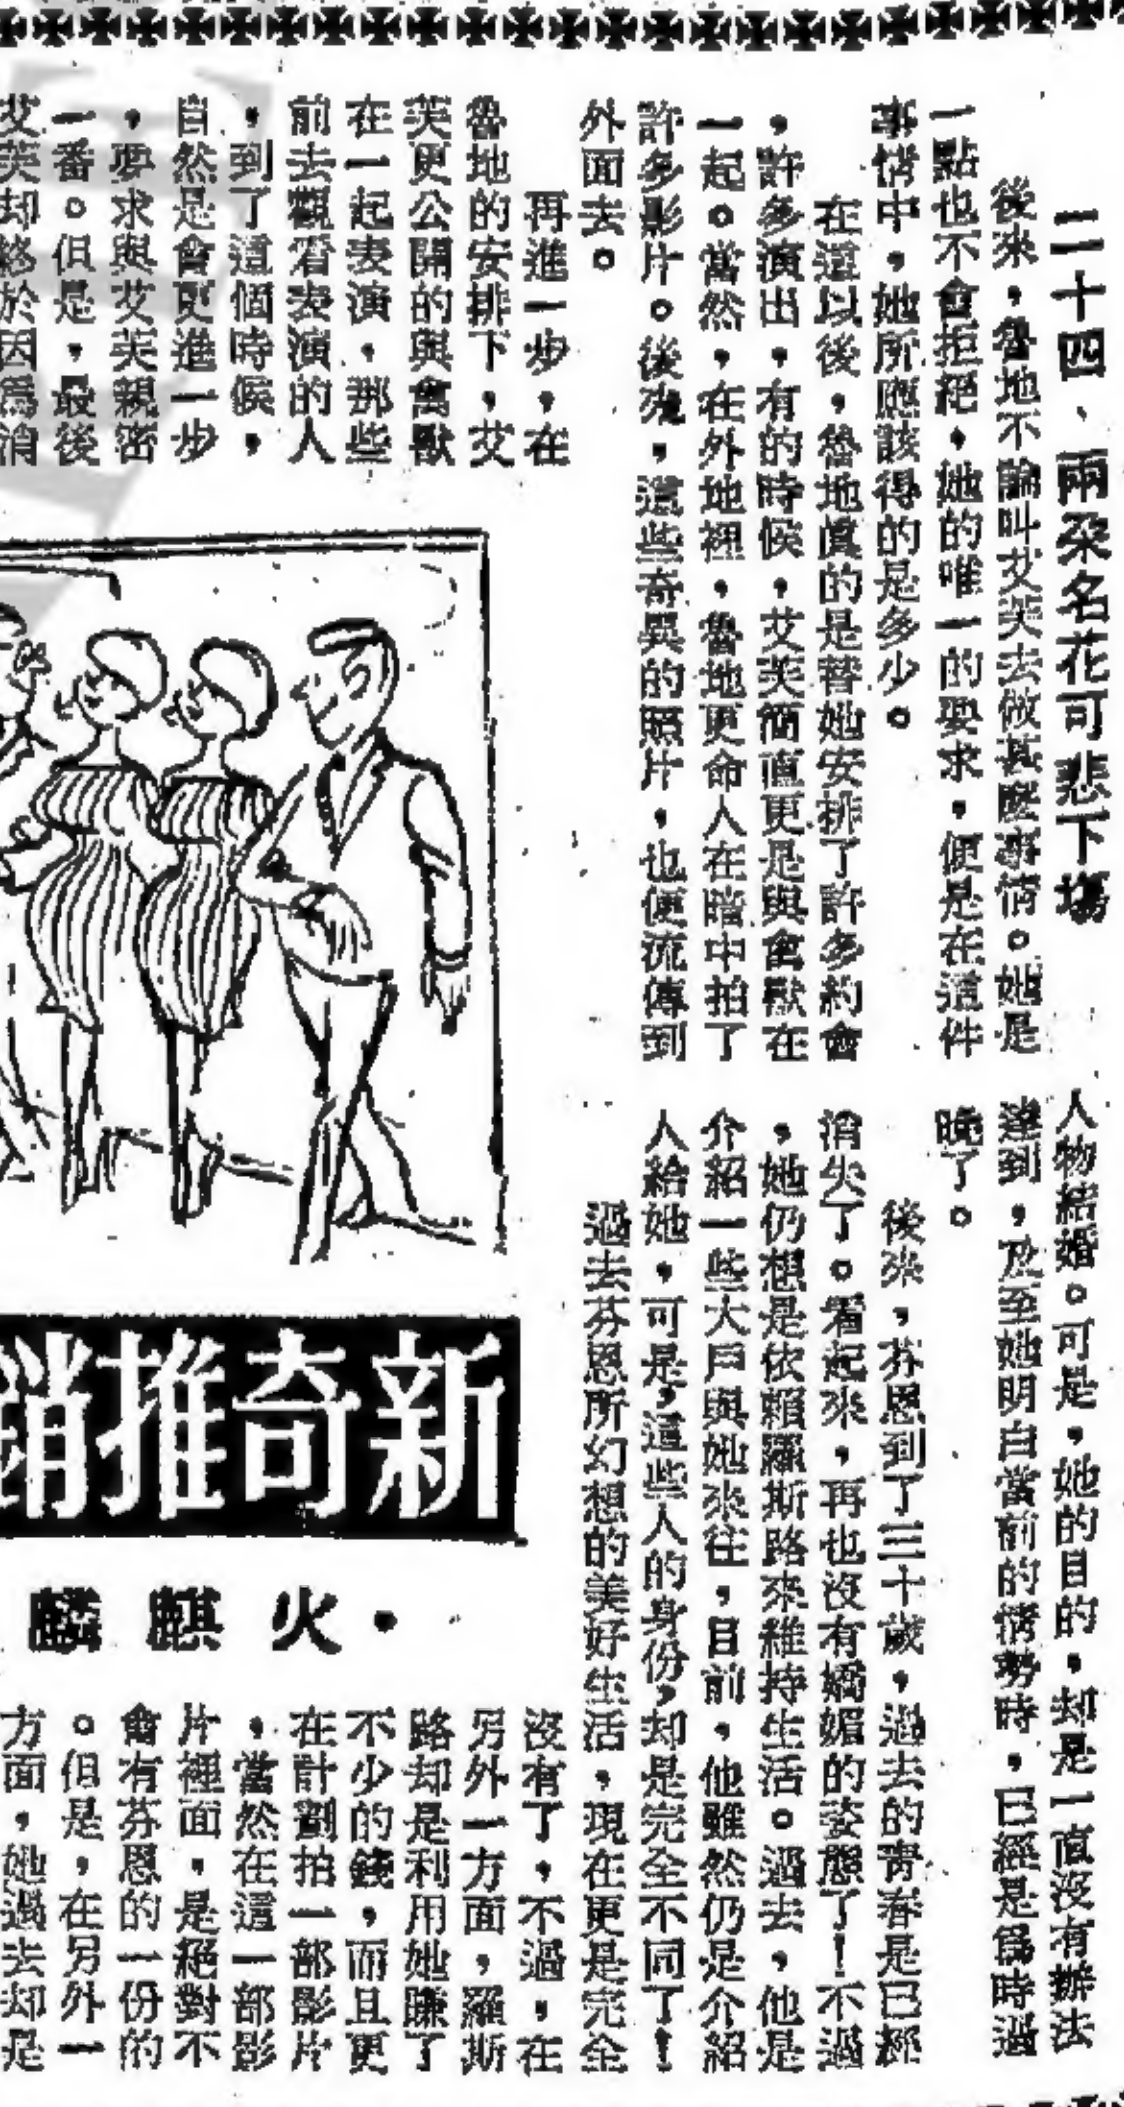 二十四、兩朶名花可悲下塲
後來，魯地不論叫艾芙去做甚麼事情。她是
一點也不會拒絕，她的唯一的要求，便是在這件
事情中，她所應該得的是多少。
在這以後，魯地眞的是替她安排了許多約會
，許多演出，有的時候，艾芙簡直更是與禽獸在
一起。當然，在外地裡，魯地更命人在暗中拍了
許多影片。後來，這些奇異的照片，也便流傳到
外面去。
再進一步，在
魯地的安排下，艾
芙更公開的與禽獸
在一起表演，那些
前去觀看表演的人
，到了這個時候，
自然是會更進一步
，要求與艾芙親密
一番。但是，最後
艾芙却終於因爲消
新奇推銷
·火麒麟
人物結婚。可是，她的目的，却是一直沒有辦法
達到，及至她明白當前的情勢時，已經是爲時過
晚了。
後來，芬恩到了三十歲，過去的靑春是已經
消失了。看起來，再也沒有嬌媚的姿態了！不過
，她仍想是依賴羅斯路來維持生活。過去，他是
介紹一些大戶與她來往，目前，他雖然仍是介紹
人給她，可是，這些人的身份，却是完全不同了！
過去芬恩所幻想的美好生活，現在更是完全
沒有了，不過，在
另外一方面，羅斯
路却是利用她賺了
不少的錢，而且更
在計劃拍一部影片
，當然在這一部影
片裡面，是絕對不
會有芬恩的一份的
。但是，在另外一
方面，她過去却是